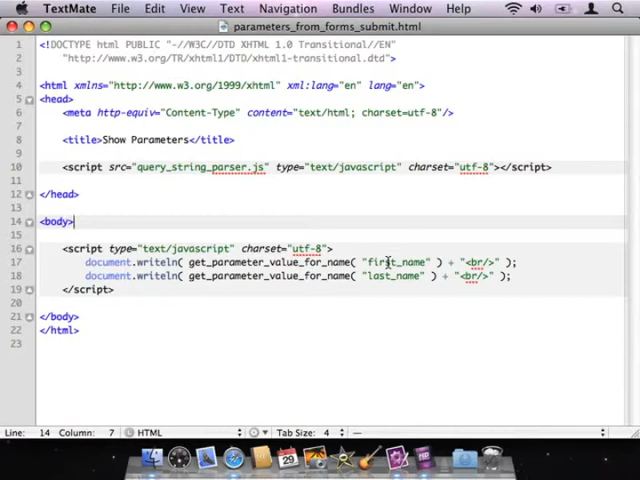 TextMate File Edit View Text Navigation Bundles Window Help
parameters_from_forms_submit.html
1 <!DOCTYPE html PUBLIC "-//W3C//DTD XHTML 1.0 Transitional//EN"
2 "http://www.w3.org/TR/xhtml1/DTD/xhtml1-transitional.dtd">
3
4 <html xmlns="http://www.w3.org/1999/xhtml" xml:lang="en" lang="en">
5 <head>
6 <meta http-equiv="Content-Type" content="text/html; charset=utf-8"/>
7
8 <title>Show Parameters</title>
9
10 <script src="query_string_parser.js" type="text/javascript" charset="utf-8"></script>
11
12 </head>
13
14 <body>
15
16 <script type="text/javascript" charset="utf-8">
17 document.writeln( get_parameter_value_for_name( "first_name" ) + "<br/>" );
18 document.writeln( get_parameter_value_for_name( "last_name" ) + "<br/>" );
19 </script>
20
21 </body>
22 </html>
23
Line: 14 Column: 7 HTML Tab Size: 4 —
29